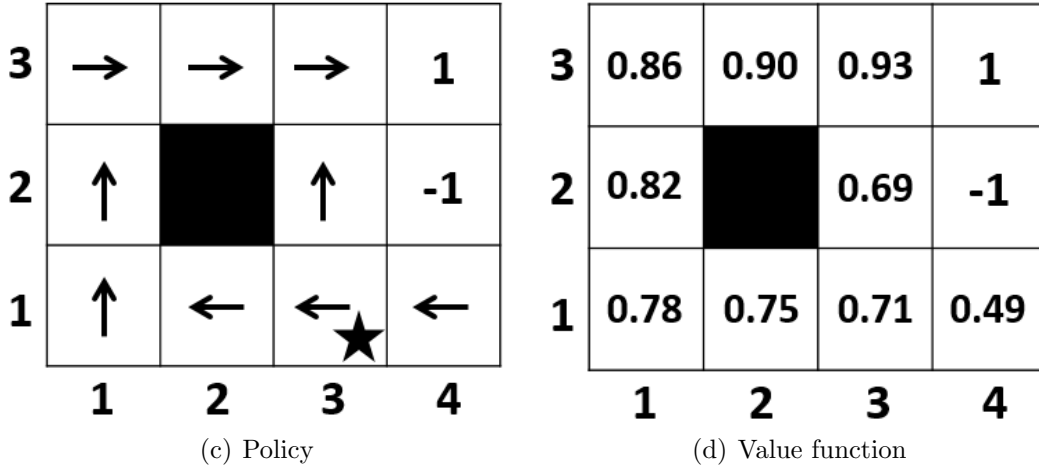 3 → → → 1
2 ↑ ↑ -1
1 ↑ ← ← ←
1 2 3 4
(c) Policy
3 0.86 0.90 0.93 1
2 0.82 0.69 -1
1 0.78 0.75 0.71 0.49
1 2 3 4
(d) Value function